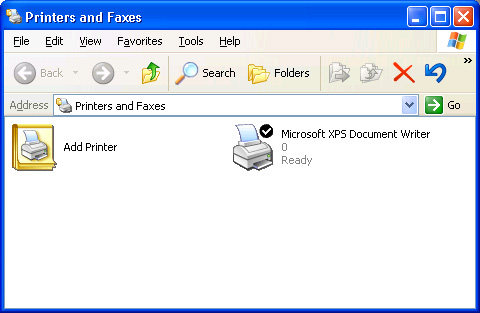 Printers and Faxes
File Edit View Favorites Tools Help
Back Search Folders
Address Printers and Faxes Go
Add Printer
Microsoft XPS Document Writer
0
Ready